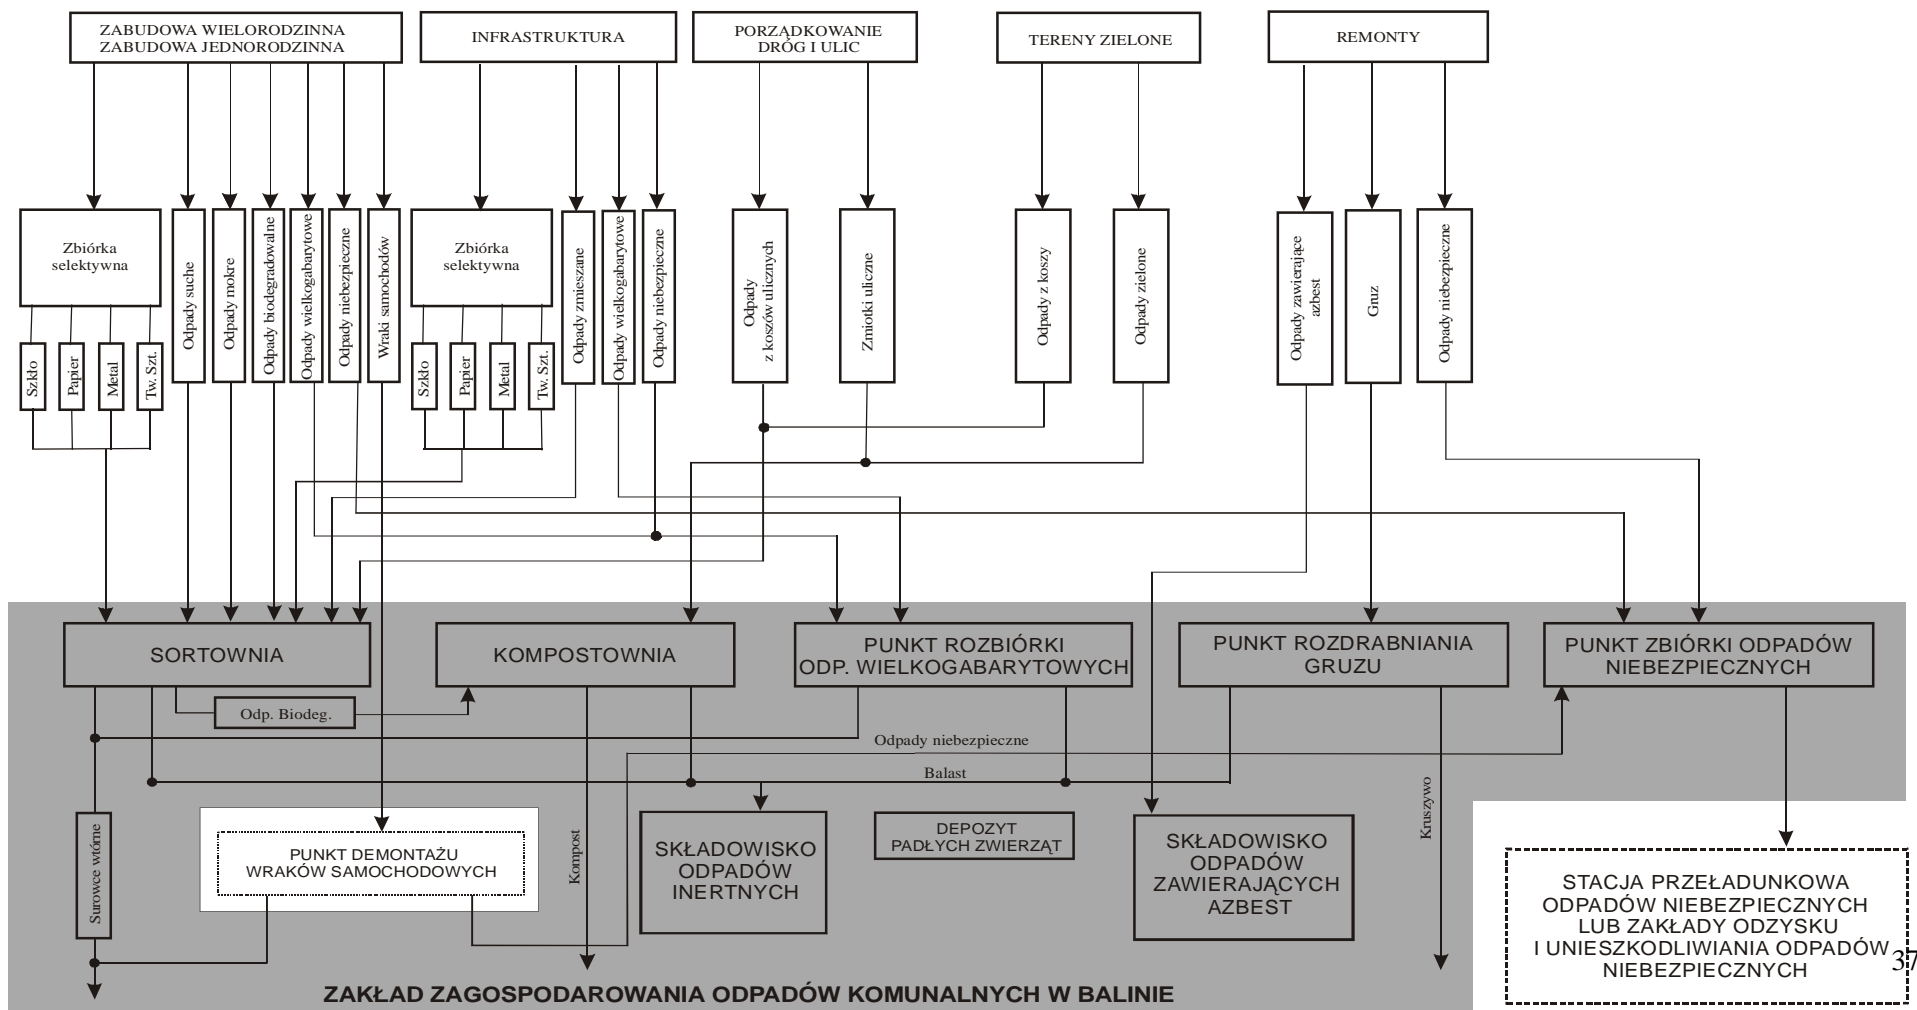 ZABUDOWA WIELORODZINNA
ZABUDOWA JEDNORODZINNA
INFRASTRUKTURA
PORZĄDKOWANIE
DRÓG I ULIC
TERENY ZIELONE
REMONTY
Zbiórka
selektywna
Odpady suche
Odpady mokre
Odpady biodegradowalne
Odpady wielkogabarytowe
Odpady niebezpieczne
Wraki samochodów
Zbiórka
selektywna
Odpady zmieszane
Odpady wielkogabarytowe
Odpady niebezpieczne
Odpady
z koszów ulicznych
Zmiotki uliczne
Odpady z koszy
Odpady zielone
Odpady zawierające
azbest
Gruz
Odpady niebezpieczne
Szkło
Papier
Metal
Tw. Szt.
Szkło
Papier
Metal
Tw. Szt.
SORTOWNIA
KOMPOSTOWNIA
PUNKT ROZBIÓRKI
ODP. WIELKOGABARYTOWYCH
PUNKT ROZDRABNIANIA
GRUZU
PUNKT ZBIÓRKI ODPADÓW
NIEBEZPIECZNYCH
Odp. Biodeg.
Odpady niebezpieczne
Balast
Surowce wtórne
PUNKT DEMONTAŻU
WRAKÓW SAMOCHODOWYCH
Kompost
SKŁADOWISKO
ODPADÓW
INERTNYCH
DEPOZYT
PADŁYCH ZWIERZĄT
SKŁADOWISKO
ODPADÓW
ZAWIERAJĄCYCH
AZBEST
Kruszywo
STACJA PRZEŁADUNKOWA
ODPADÓW NIEBEZPIECZNYCH
LUB ZAKŁADY ODZYSKU
I UNIESZKODLIWIANIA ODPADÓW
NIEBEZPIECZNYCH
37
ZAKŁAD ZAGOSPODAROWANIA ODPADÓW KOMUNALNYCH W BALINIE